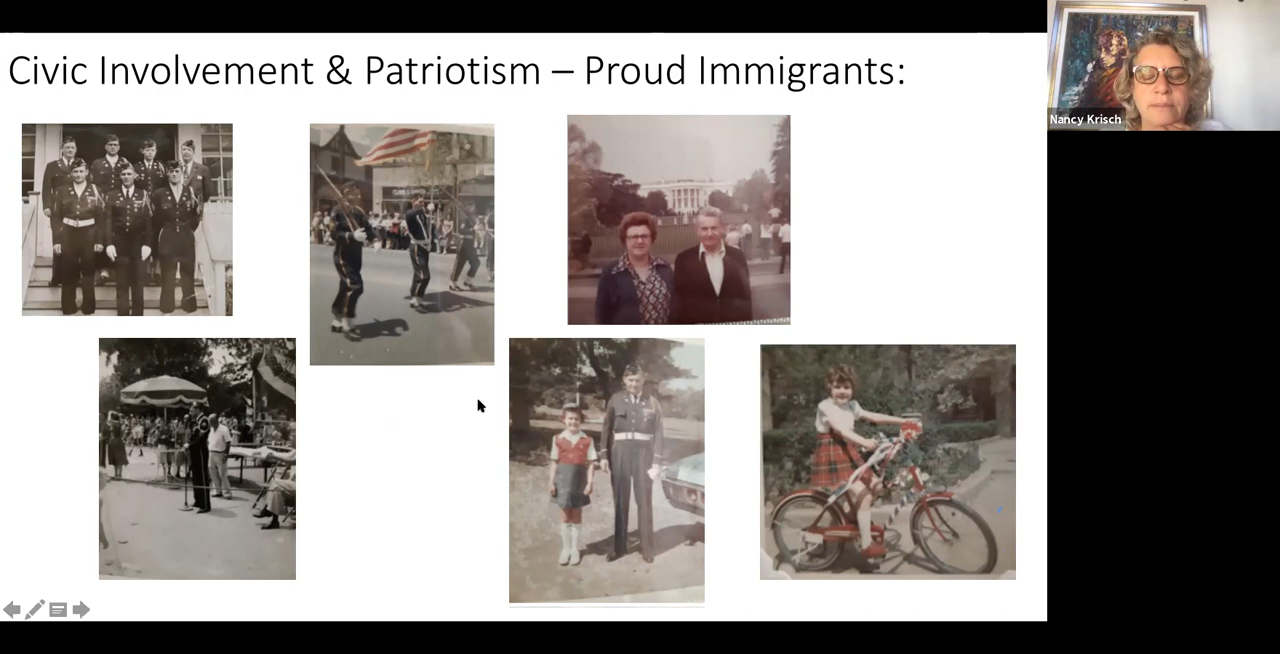 Civic Involvement & Patriotism – Proud Immigrants:
Nancy Krisch